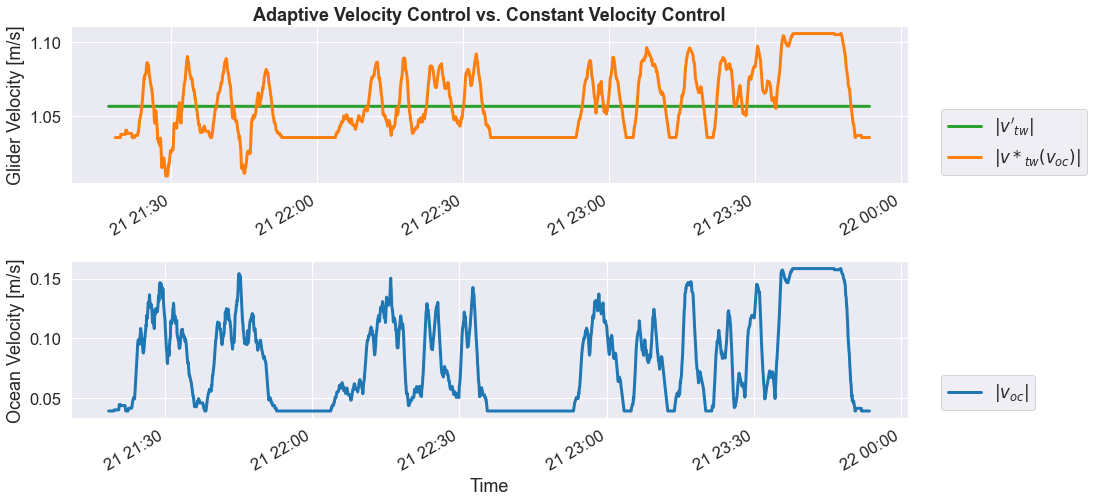 Adaptive Velocity Control vs. Constant Velocity Control
Glider Velocity [m/s]
1.10
1.05
21 21:30
21 22:00
21 22:30
21 23:00
21 23:30
22 00:00
|v'tw|
|v*tw(voc)|
Ocean Velocity [m/s]
0.15
0.10
0.05
21 21:30
21 22:00
21 22:30
21 23:00
21 23:30
22 00:00
Time
|voc|